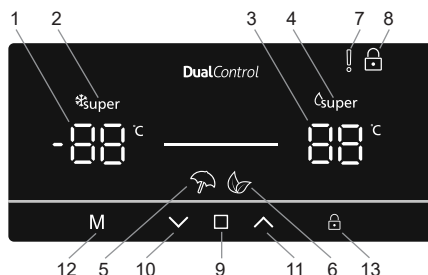 1 2 3 4 7 8
DualControl
super super
-88 °C 88 °C
M
12 5 10 9 11 6 13